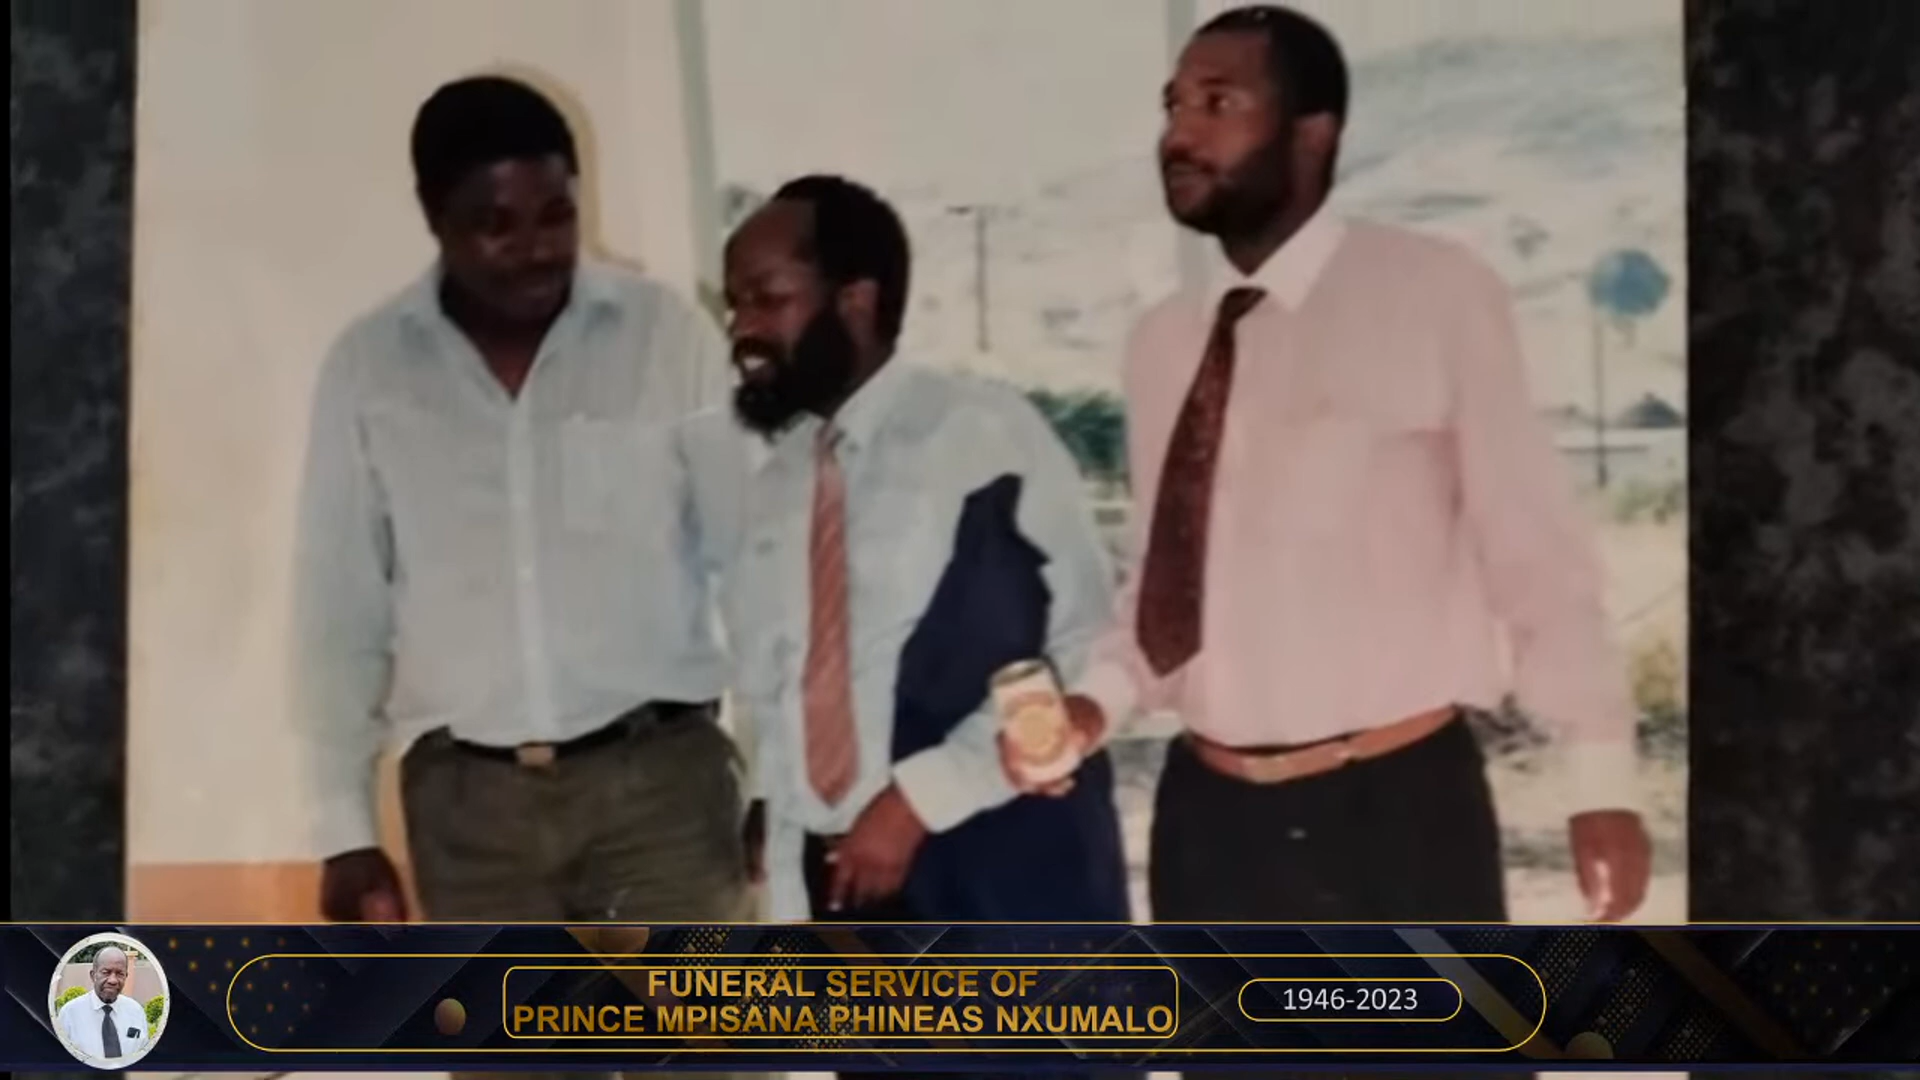 FUNERAL SERVICE OF
PRINCE MPISANA PHINEAS NXUMALO
1946-2023